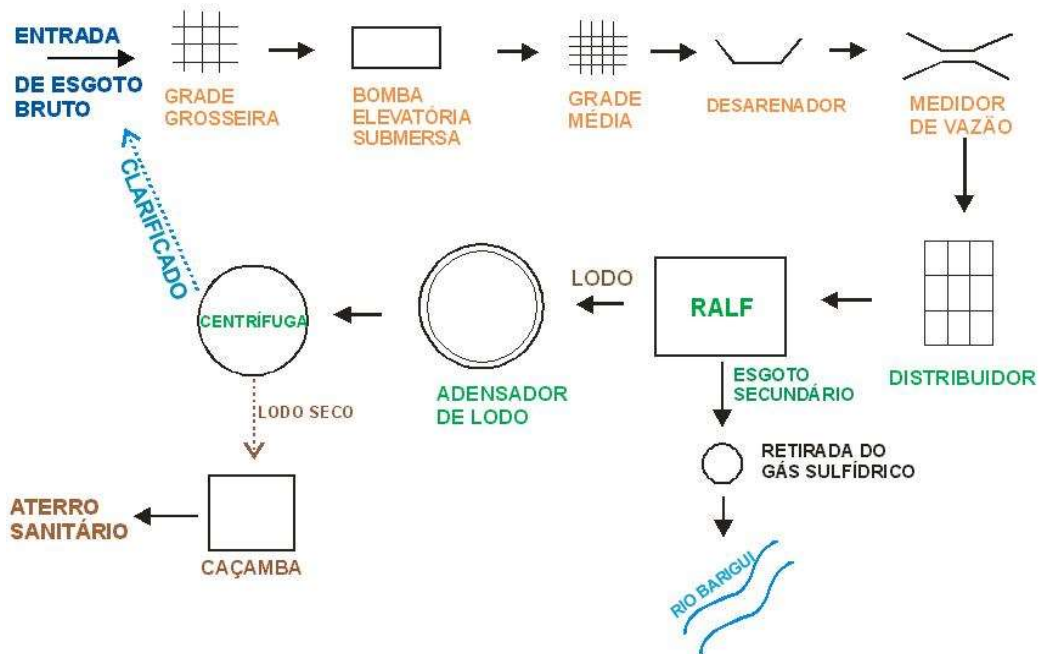 ENTRADA
DE ESGOTO
BRUTO
GRADE
GROSSEIRA
BOMBA
ELEVATÓRIA
SUBMERSA
GRADE
MÉDIA
DESARENADOR
MEDIDOR
DE VAZÃO
CLARIFICADO
CENTRÍFUGA
ADENSADOR
DE LODO
LODO
RALF
DISTRIBUIDOR
ESGOTO
SECUNDÁRIO
LODO SECO
RETIRADA DO
GÁS SULFÍDRICO
ATERRO
SANITÁRIO
CAÇAMBA
RIO BARIGUI